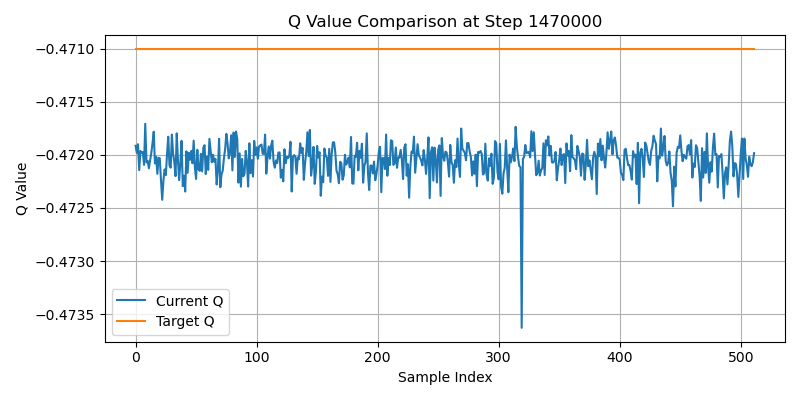 Q Value Comparison at Step 1470000
Q Value
−0.4710
−0.4715
−0.4720
−0.4725
−0.4730
−0.4735
Current Q
Target Q
0 100 200 300 400 500
Sample Index